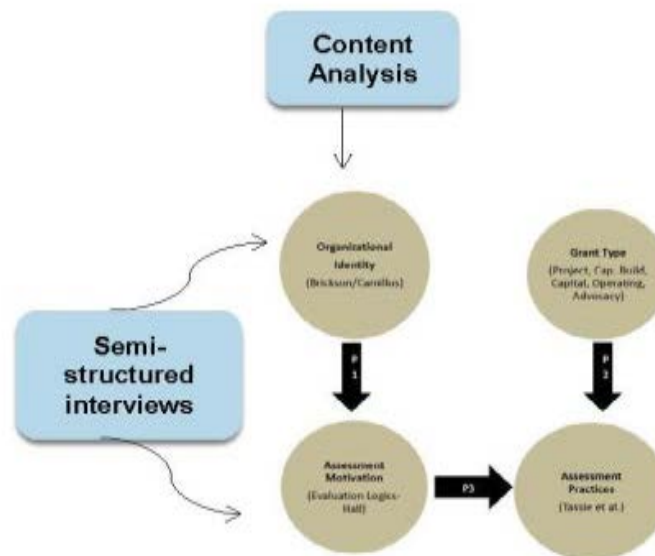 Content
Analysis
Organizational
Identity
(Brickson/Camillus)
Grant Type
(Project, Cap. Build,
Capital, Operating,
Advocacy)
Semi-
structured
interviews
P
1
P
2
Assessment
Motivation
(Evaluation Logics-
Hall)
P3
Assessment
Practices
(Tassie et al.)